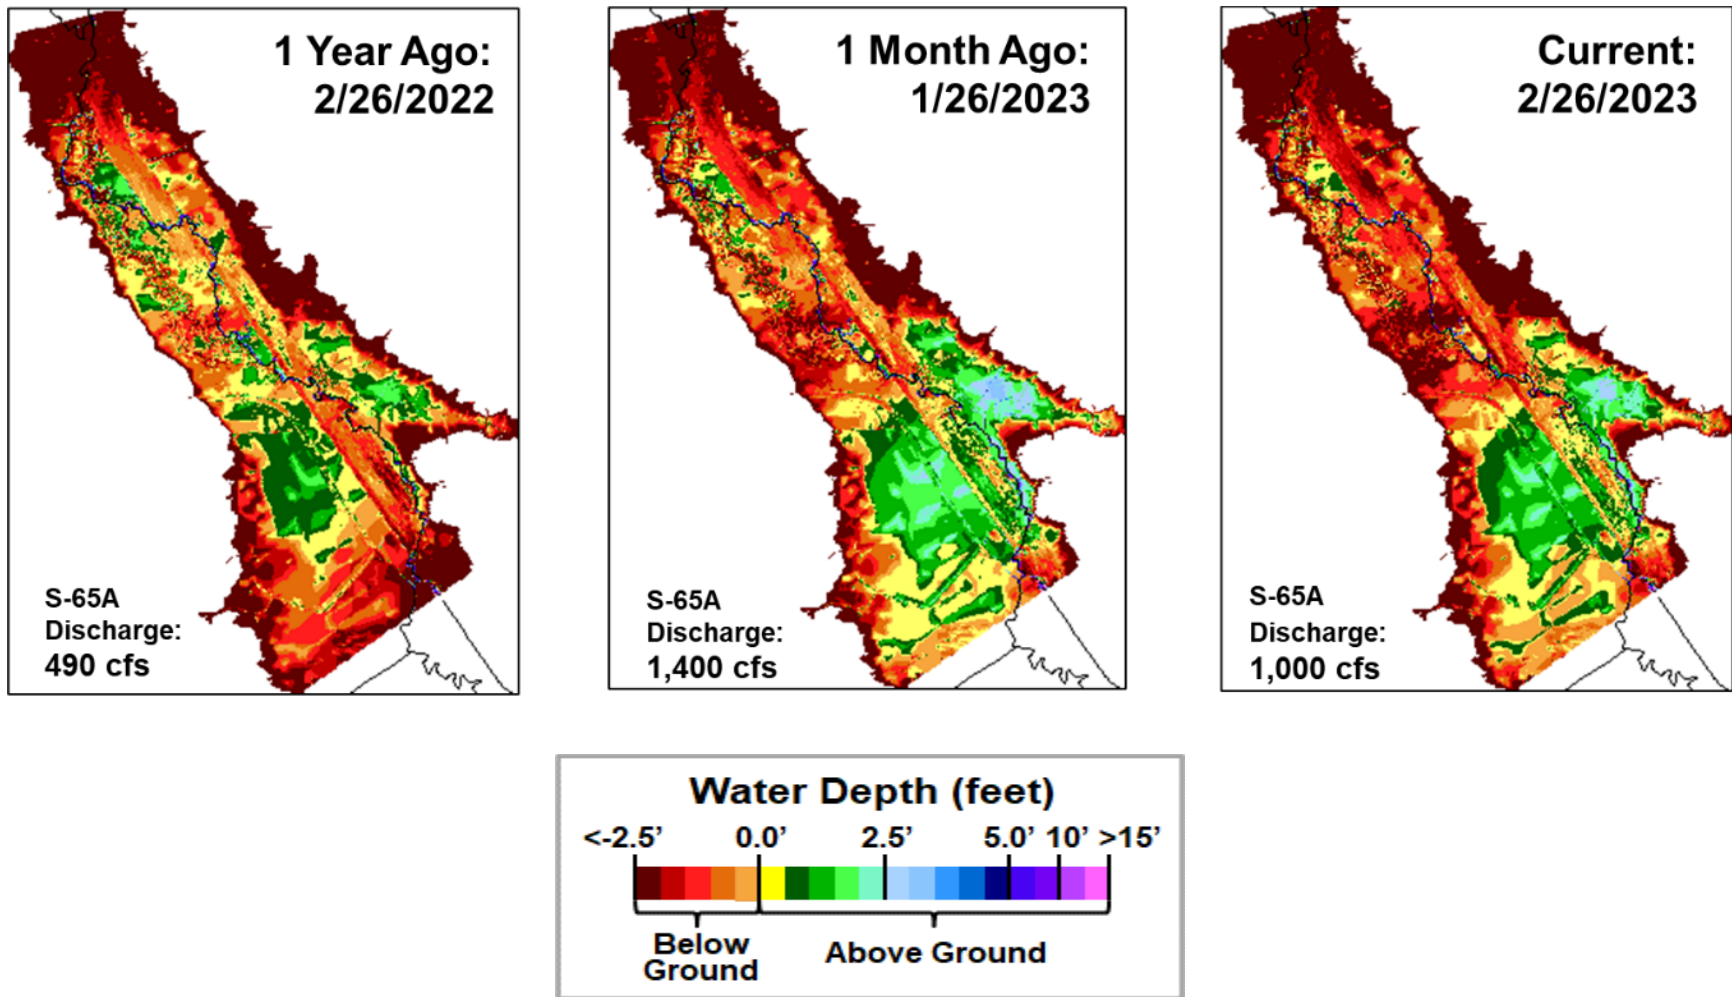 1 Year Ago:
2/26/2022
S-65A
Discharge:
490 cfs
1 Month Ago:
1/26/2023
S-65A
Discharge:
1,400 cfs
Current:
2/26/2023
S-65A
Discharge:
1,000 cfs
Water Depth (feet)
<-2.5’ 0.0’ 2.5’ 5.0’ 10’ >15’
Below
Ground
Above Ground